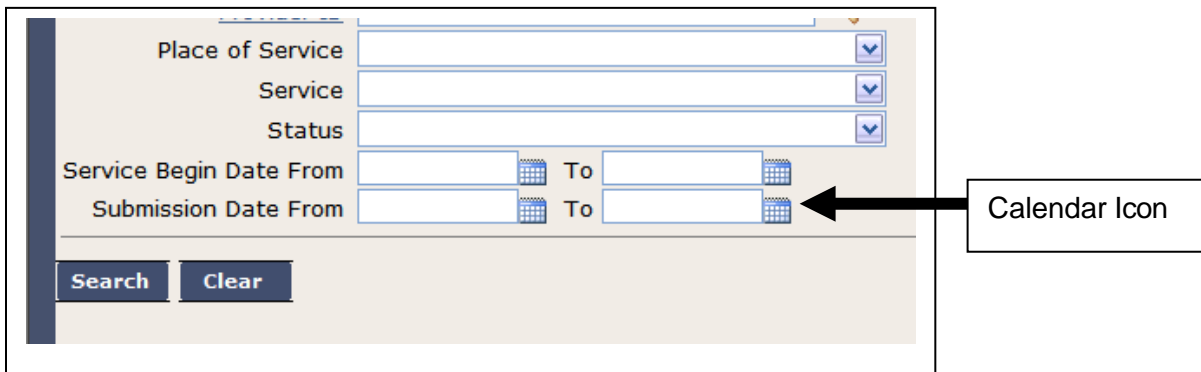 Place of Service
Service
Status
Service Begin Date From To
Submission Date From To
Calendar Icon
Search Clear